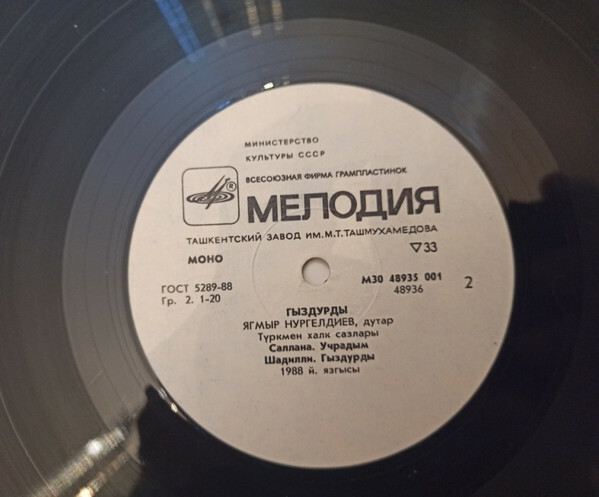 МИНИСТЕРСТВО
КУЛЬТУРЫ СССР
ВСЕСОЮЗНАЯ ФИРМА ГРАМПЛАСТИНОК
®
МЕЛОДИЯ
ТАШКЕНТСКИЙ ЗАВОД ИМ.М.Т.ТАШМУХАМЕДОВА
МОНО ▽33
ГОСТ 5289-88 М30 48935 001
Гр. 2. 1-20 48936 2
ГЫЗДУРДЫ
ЯГМЫР НУРГЕЛДИЕВ, дутар
Түркмен халк сазлары
Саллана. Учрадым
Шадилли. Гыздурды
1988 й. язгысы